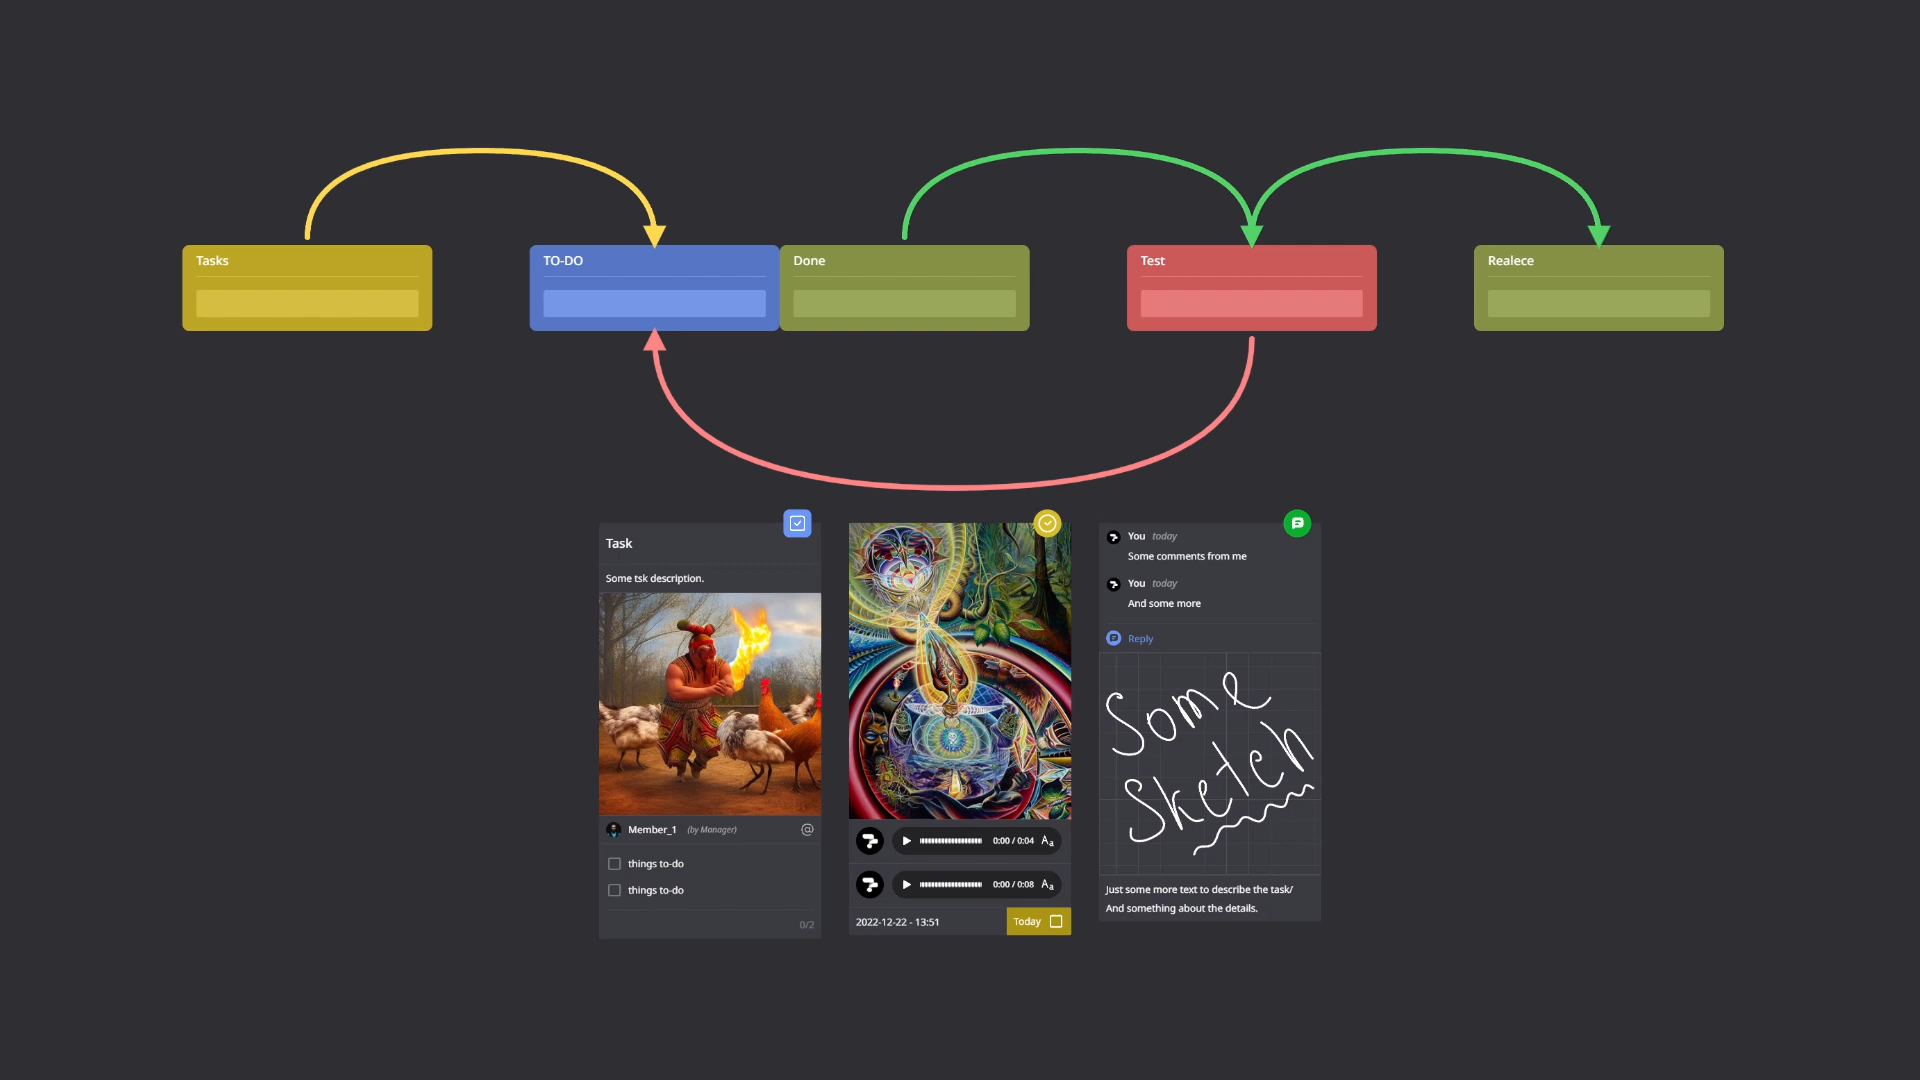 Tasks
TO-DO
Done
Test
Realece
Task
Some tsk description.
Member_1 (by Manager)
things to-do
things to-do
0/2
0:00 / 0:04 Aa
0:00 / 0:08 Aa
2022-12-22 - 13:51 Today
You today
Some comments from me
You today
And some more
Reply
Some
Sketch
Just some more text to describe the task/
And something about the details.